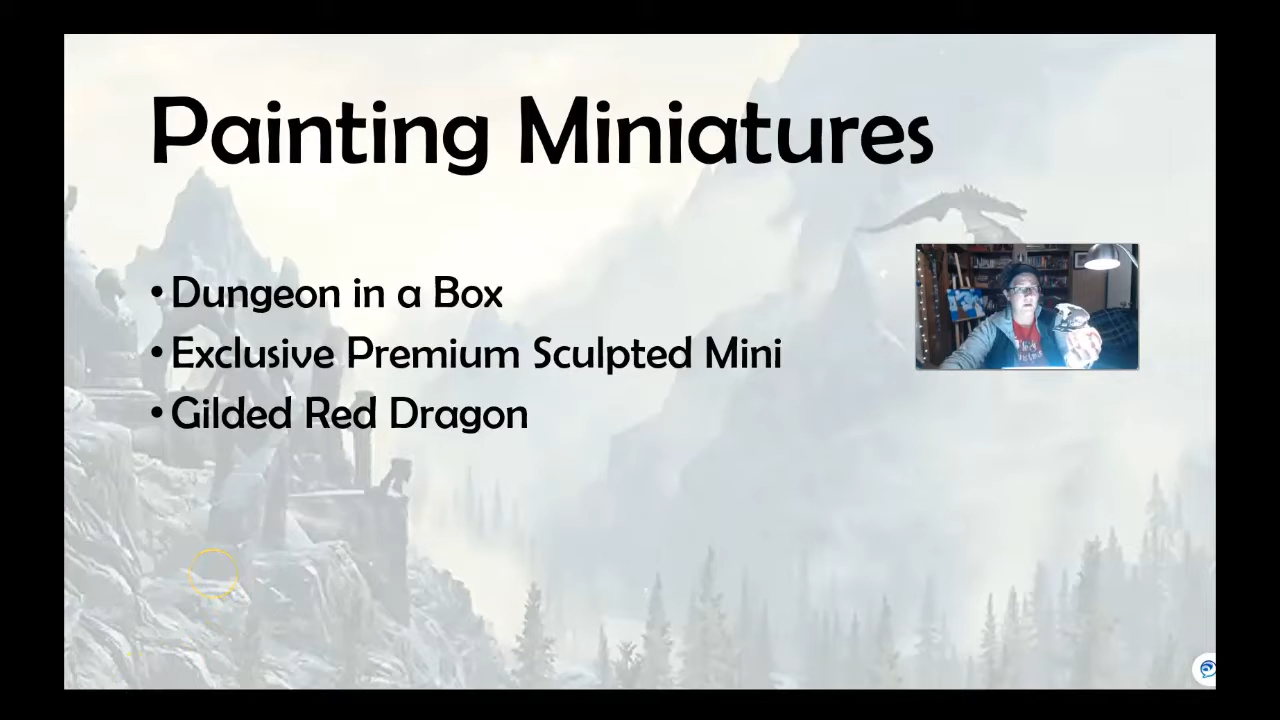 Painting Miniatures
• Dungeon in a Box
• Exclusive Premium Sculpted Mini
• Gilded Red Dragon